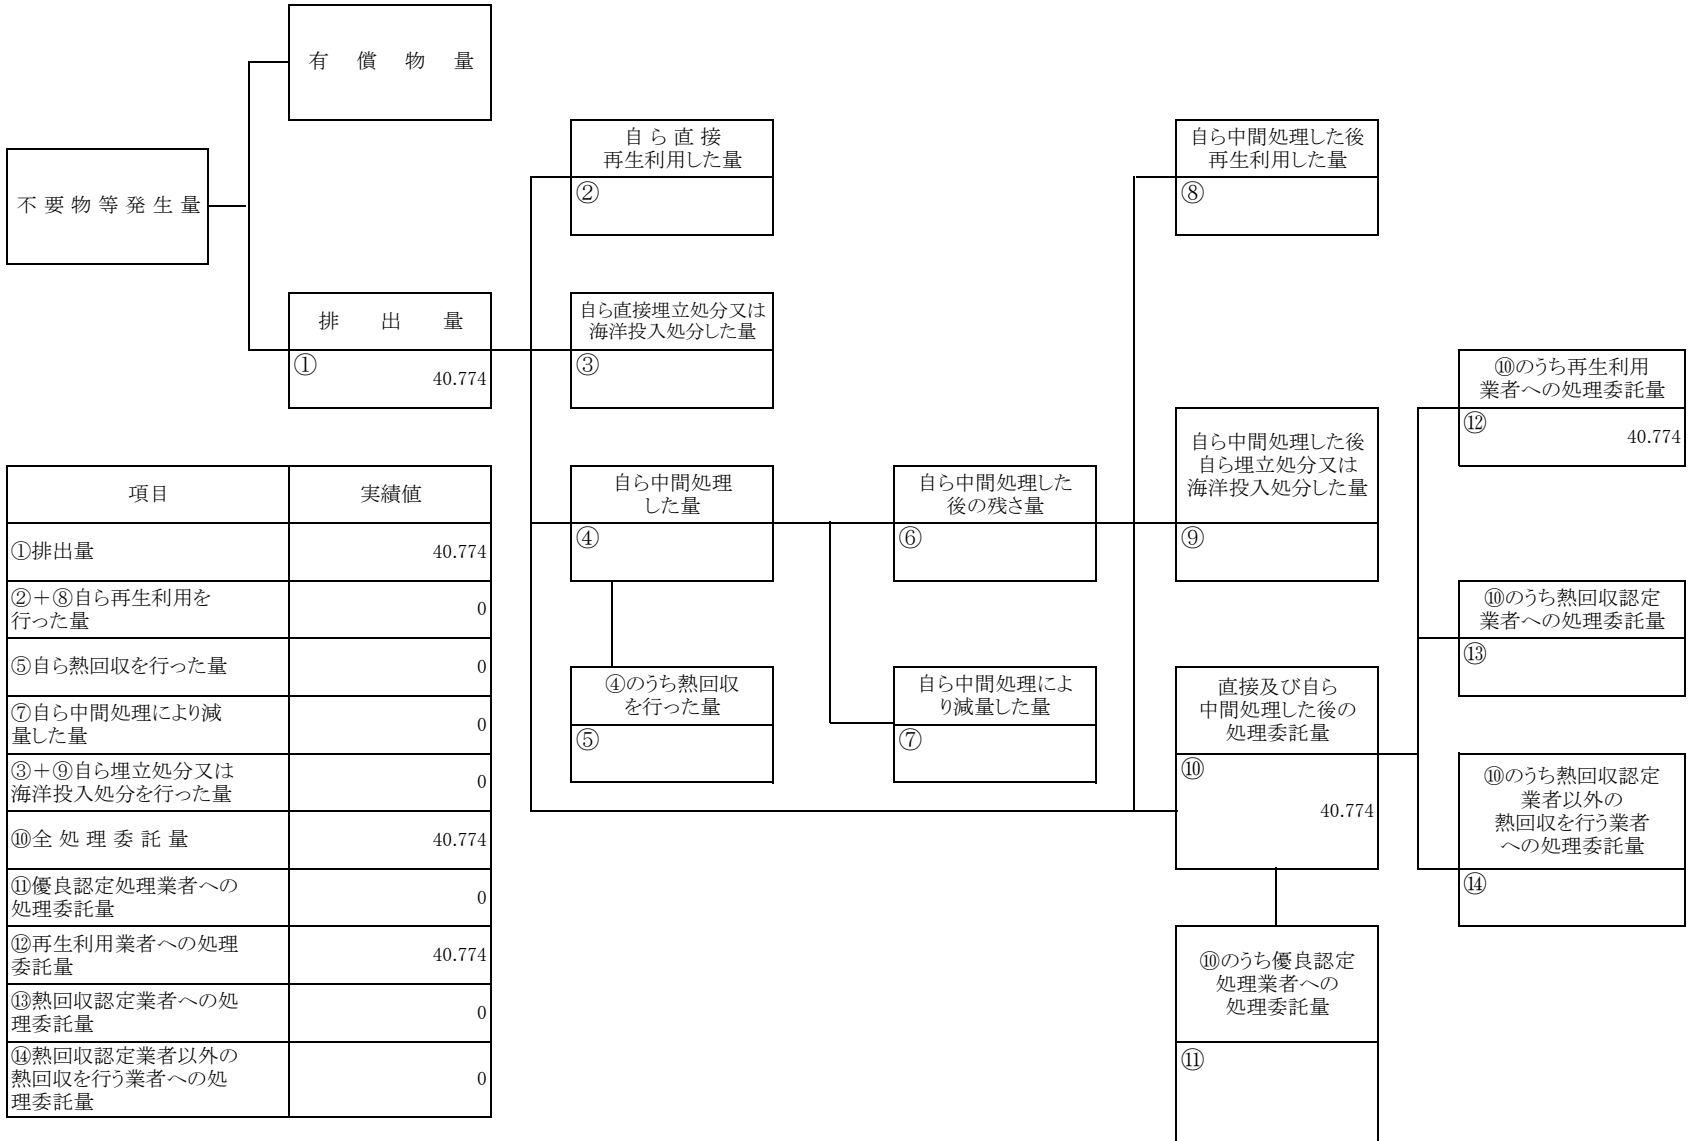 有償物量
不要物等発生量
排出量
①
40.774
自ら直接
再生利用した量
②
自ら直接埋立処分又は
海洋投入処分した量
③
自ら中間処理
した量
④
④のうち熱回収
を行った量
⑤
自ら中間処理した
後の残さ量
⑥
自ら中間処理によ
り減量した量
⑦
自ら中間処理した後
再生利用した量
⑧
自ら中間処理した後
自ら埋立処分又は
海洋投入処分した量
⑨
直接及び自ら
中間処理した後の
処理委託量
⑩
40.774
⑩のうち優良認定
処理業者への
処理委託量
⑪
⑩のうち再生利用
業者への処理委託量
⑫
40.774
⑩のうち熱回収認定
業者への処理委託量
⑬
⑩のうち熱回収認定
業者以外の
熱回収を行う業者
への処理委託量
⑭
項目 実績値
①排出量 40.774
②+⑧自ら再生利用を
行った量 0
⑤自ら熱回収を行った量 0
⑦自ら中間処理により減
量した量 0
③+⑨自ら埋立処分又は
海洋投入処分を行った量 0
⑩全処理委託量 40.774
⑪優良認定処理業者への
処理委託量 0
⑫再生利用業者への処理
委託量 40.774
⑬熱回収認定業者への処
理委託量 0
⑭熱回収認定業者以外の
熱回収を行う業者への処
理委託量 0